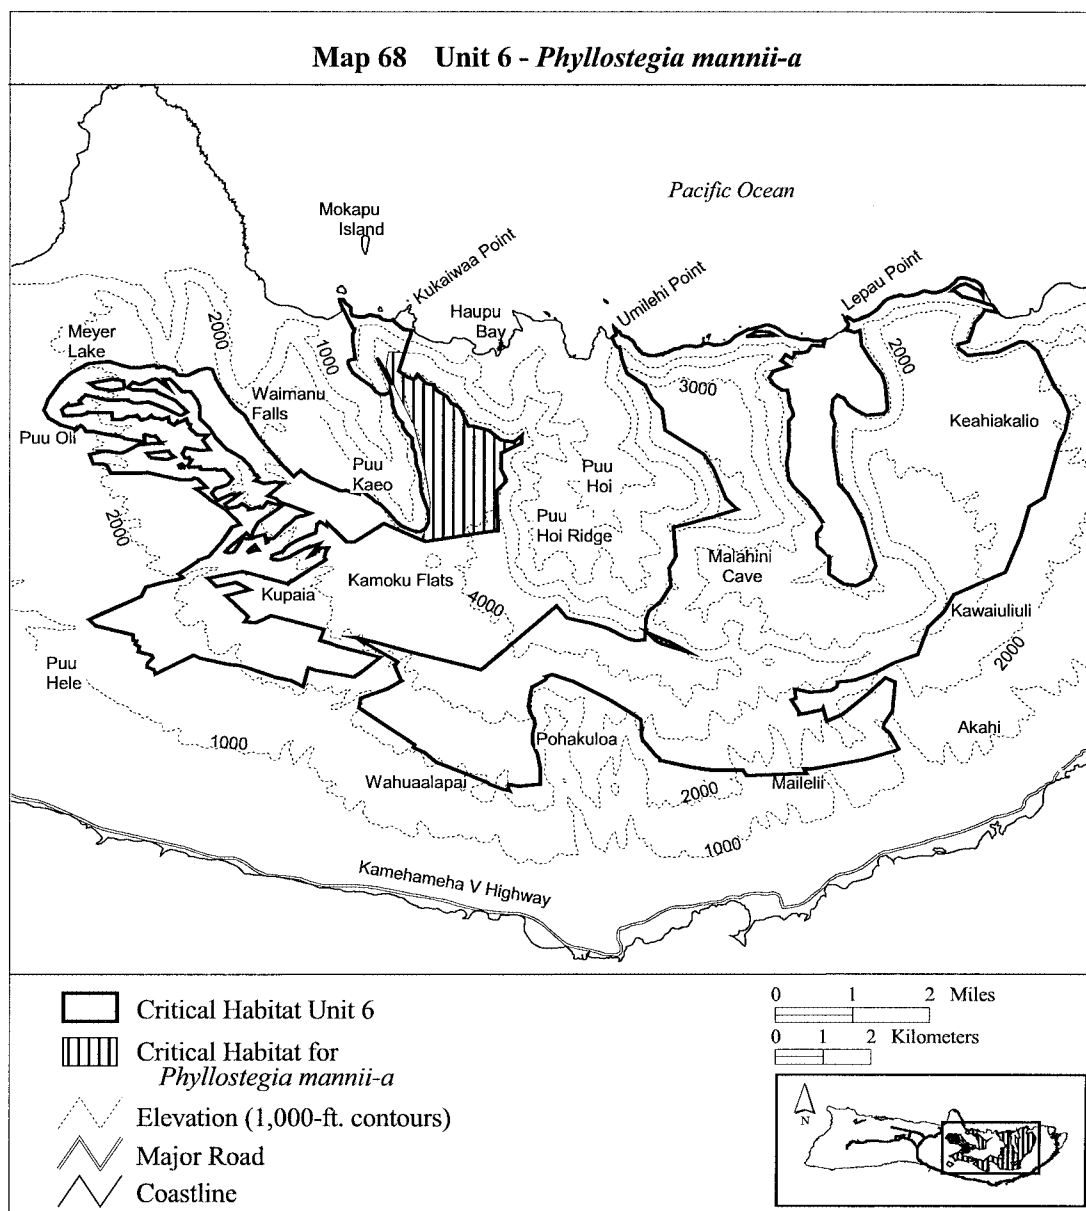 Map 68 Unit 6 - Phyllostegia mannii-a
Pacific Ocean
Mokapu
Island
Kukaiwaa Point
Haupu
Bay
Umilehi Point
Lepau Point
Meyer
Lake
2000
1000
Waimanu
Falls
3000
2000
Keahiakalio
Puu Oli
Puu
Kaeo
Puu
Hoi
Puu
Hoi Ridge
2000
Malahini
Cave
Kamoku Flats
Kupaia
4000
Kawaiuliuli
2000
Puu
Hele
1000
Pohakuloa
Akahi
Wahuaalapai
2000
Mailelii
1000
Kamehameha V Highway
Critical Habitat Unit 6
Critical Habitat for
Phyllostegia mannii-a
Elevation (1,000-ft. contours)
Major Road
Coastline
0 1 2 Miles
0 1 2 Kilometers
N